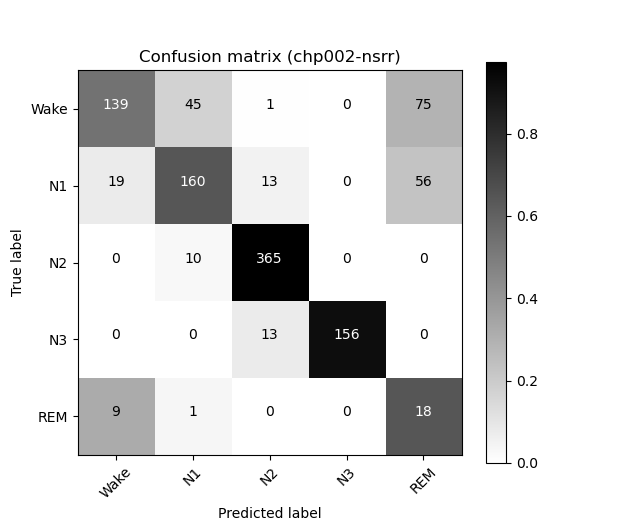 Confusion matrix (chp002-nsrr)
Wake 139 45 1 0 75
N1 19 160 13 0 56
N2 0 10 365 0 0
N3 0 0 13 156 0
REM 9 1 0 0 18
Wake N1 N2 N3 REM
Predicted label
True label
0.8
0.6
0.4
0.2
0.0